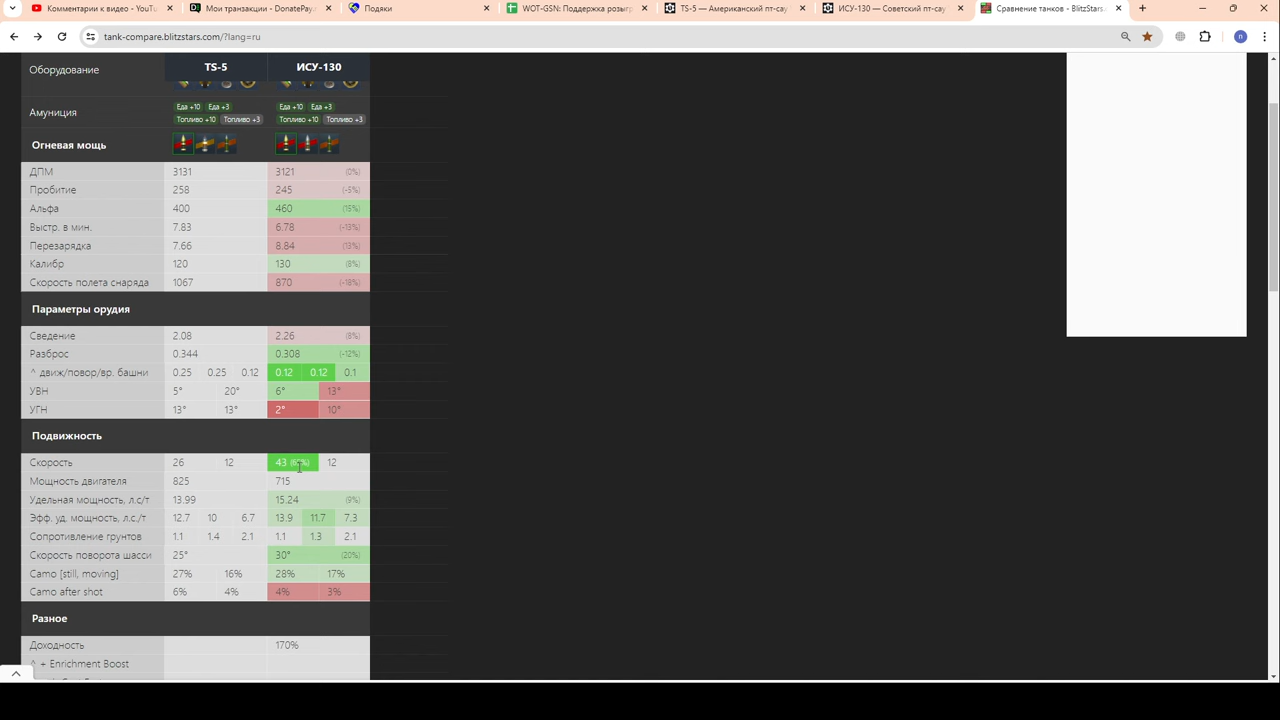 Комментарии к видео - YouTu
Мои транзакции - DonatePay
Подяки
WOT-GSN: Поддержка розыгр
TS-5 — Американский пт-сау
ИСУ-130 — Советский пт-сау
Сравнение танков - BlitzStars
tank-compare.blitzstars.com/?lang=ru
Оборудование TS-5 ИСУ-130
Амуниция Еда +10 Еда +3 Еда +10 Еда +3
Топливо +10 Топливо +3 Топливо +10 Топливо +3
Огневая мощь
ДПМ 3131 3121 (0%)
Пробитие 258 245 (-5%)
Альфа 400 460 (15%)
Выстр. в мин. 7.83 6.78 (-13%)
Перезарядка 7.66 8.84 (13%)
Калибр 120 130 (8%)
Скорость полета снаряда 1067 870 (-18%)
Параметры орудия
Сведение 2.08 2.26 (8%)
Разброс 0.344 0.308 (-12%)
^ движ/повор/вр. башни 0.25 0.25 0.12 0.12 0.12 0.1
УВН 5° 20° 6° 13°
УГН 13° 13° 2° 10°
Подвижность
Скорость 26 12 43 12
Мощность двигателя 825 715
Удельная мощность, л.с/т 13.99 15.24 (9%)
Эфф. уд. мощность, л.с./т 12.7 10 6.7 13.9 11.7 7.3
Сопротивление грунтов 1.1 1.4 2.1 1.1 1.3 2.1
Скорость поворота шасси 25° 30° (20%)
Camo [still, moving] 27% 16% 28% 17%
Camo after shot 6% 4% 4% 3%
Разное
Доходность 170%
^ + Enrichment Boost